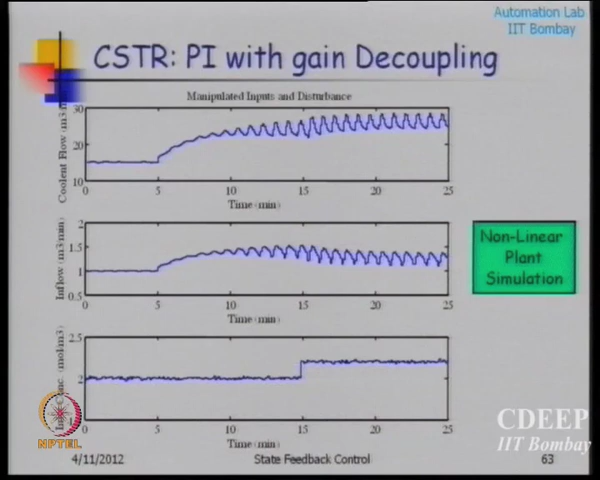 Automation Lab
IIT Bombay
CSTR: PI with gain Decoupling
Manipulated Inputs and Disturbance
Coolent Flow (m3/min)
30
20
10
0
5
10
15
20
25
Time (min)
Inflow (m3/min)
2
1.5
1
0.5
0
5
10
15
20
25
Time (min)
Non-Linear
Plant
Simulation
Conc. (mol/m3)
2.5
2
0
5
10
15
20
25
Time (min)
NPTEL
CDEEP
IIT Bombay
4/11/2012
State Feedback Control
63